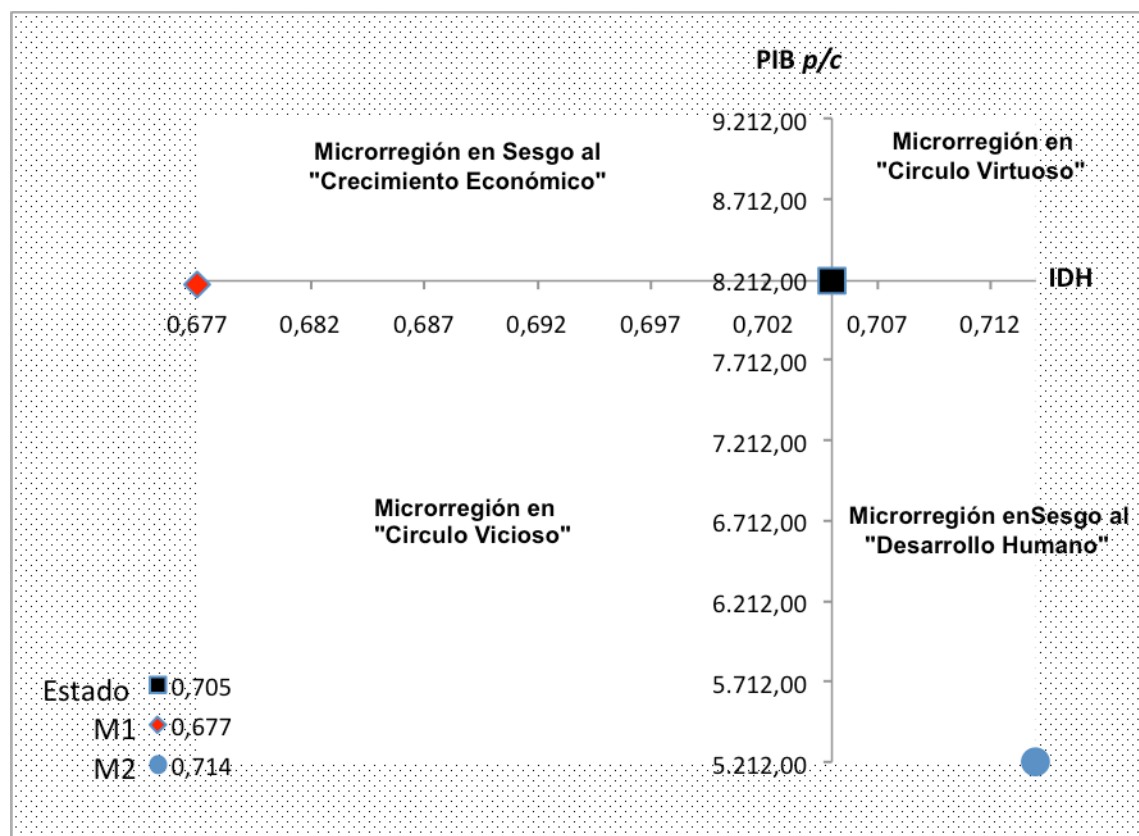 PIB p/c
9.212,00
Microrregión en Sesgo al
"Crecimiento Económico"
Microrregión en
"Circulo Virtuoso"
8.712,00
8.212,00
IDH
0,677
0,682
0,687
0,692
0,697
0,702
0,707
0,712
7.712,00
7.212,00
Microrregión en
"Circulo Vicioso"
6.712,00
Microrregión enSesgo al
"Desarrollo Humano"
6.212,00
5.712,00
5.212,00
Estado 0,705
M1 0,677
M2 0,714